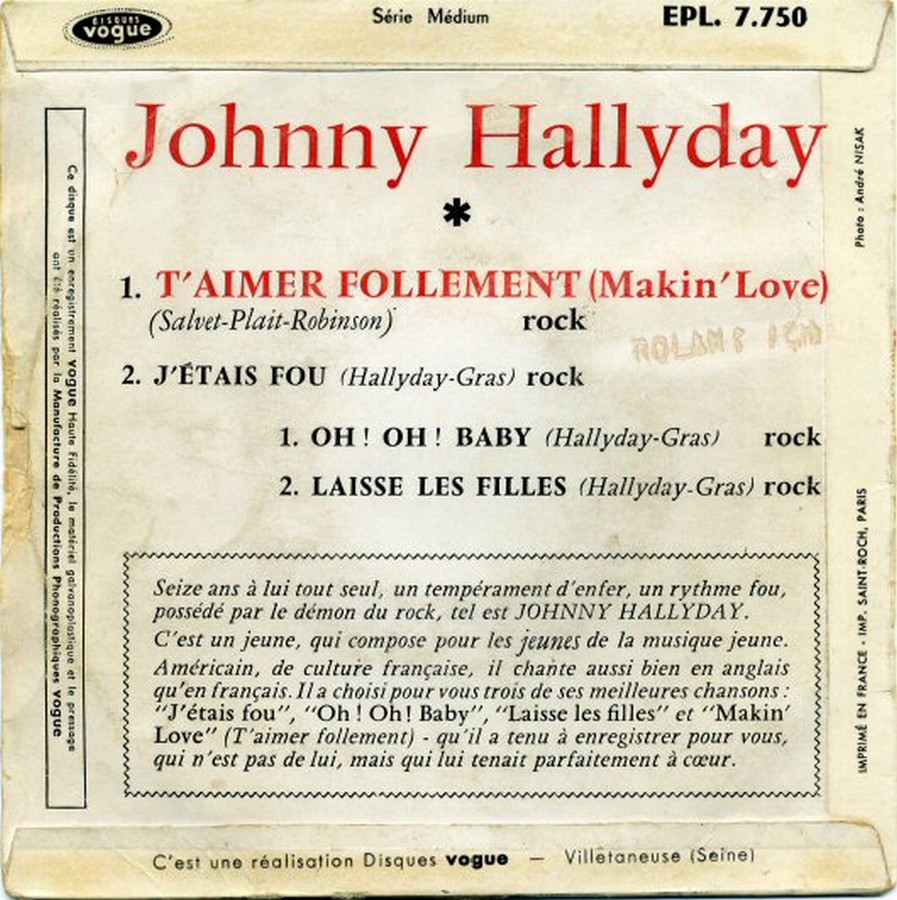 disques
vogue
Série Médium
EPL. 7.750
Johnny Hallyday
*
1. T'AIMER FOLLEMENT (Makin' Love)
(Salvet-Plait-Robinson) rock
2. J'ÉTAIS FOU (Hallyday-Gras) rock
1. OH ! OH ! BABY (Hallyday-Gras) rock
2. LAISSE LES FILLES (Hallyday-Gras) rock
Seize ans à lui tout seul, un tempérament d'enfer, un rythme fou,
possédé par le démon du rock, tel est JOHNNY HALLYDAY.
C'est un jeune, qui compose pour les jeunes de la musique jeune.
Américain, de culture française, il chante aussi bien en anglais
qu'en français. Il a choisi pour vous trois de ses meilleures chansons :
"J'étais fou", "Oh ! Oh ! Baby", "Laisse les filles" et "Makin'
Love" (T'aimer follement) - qu'il a tenu à enregistrer pour vous,
qui n'est pas de lui, mais qui lui tenait parfaitement à cœur.
Ce disque est un enregistrement vogue Haute Fidélité, le matériel galvanoplastique et le pressage
ont été réalisés par la Manufacture de Productions Phonographiques vogue
Photo : André NISAK
IMPRIMÉ EN FRANCE - IMP. SAINT-ROCH, PARIS
C'est une réalisation Disques vogue — Villetaneuse (Seine)